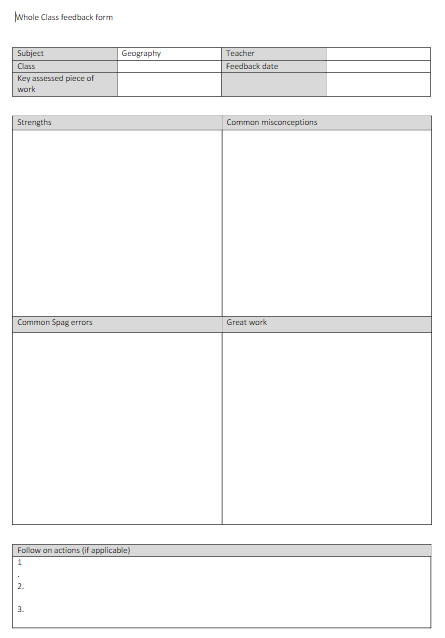 Whole Class feedback form
Subject Geography Teacher
Class Feedback date
Key assessed piece of
work
Strengths Common misconceptions
Common Spag errors Great work
Follow on actions (if applicable)
1
.
2.
3.